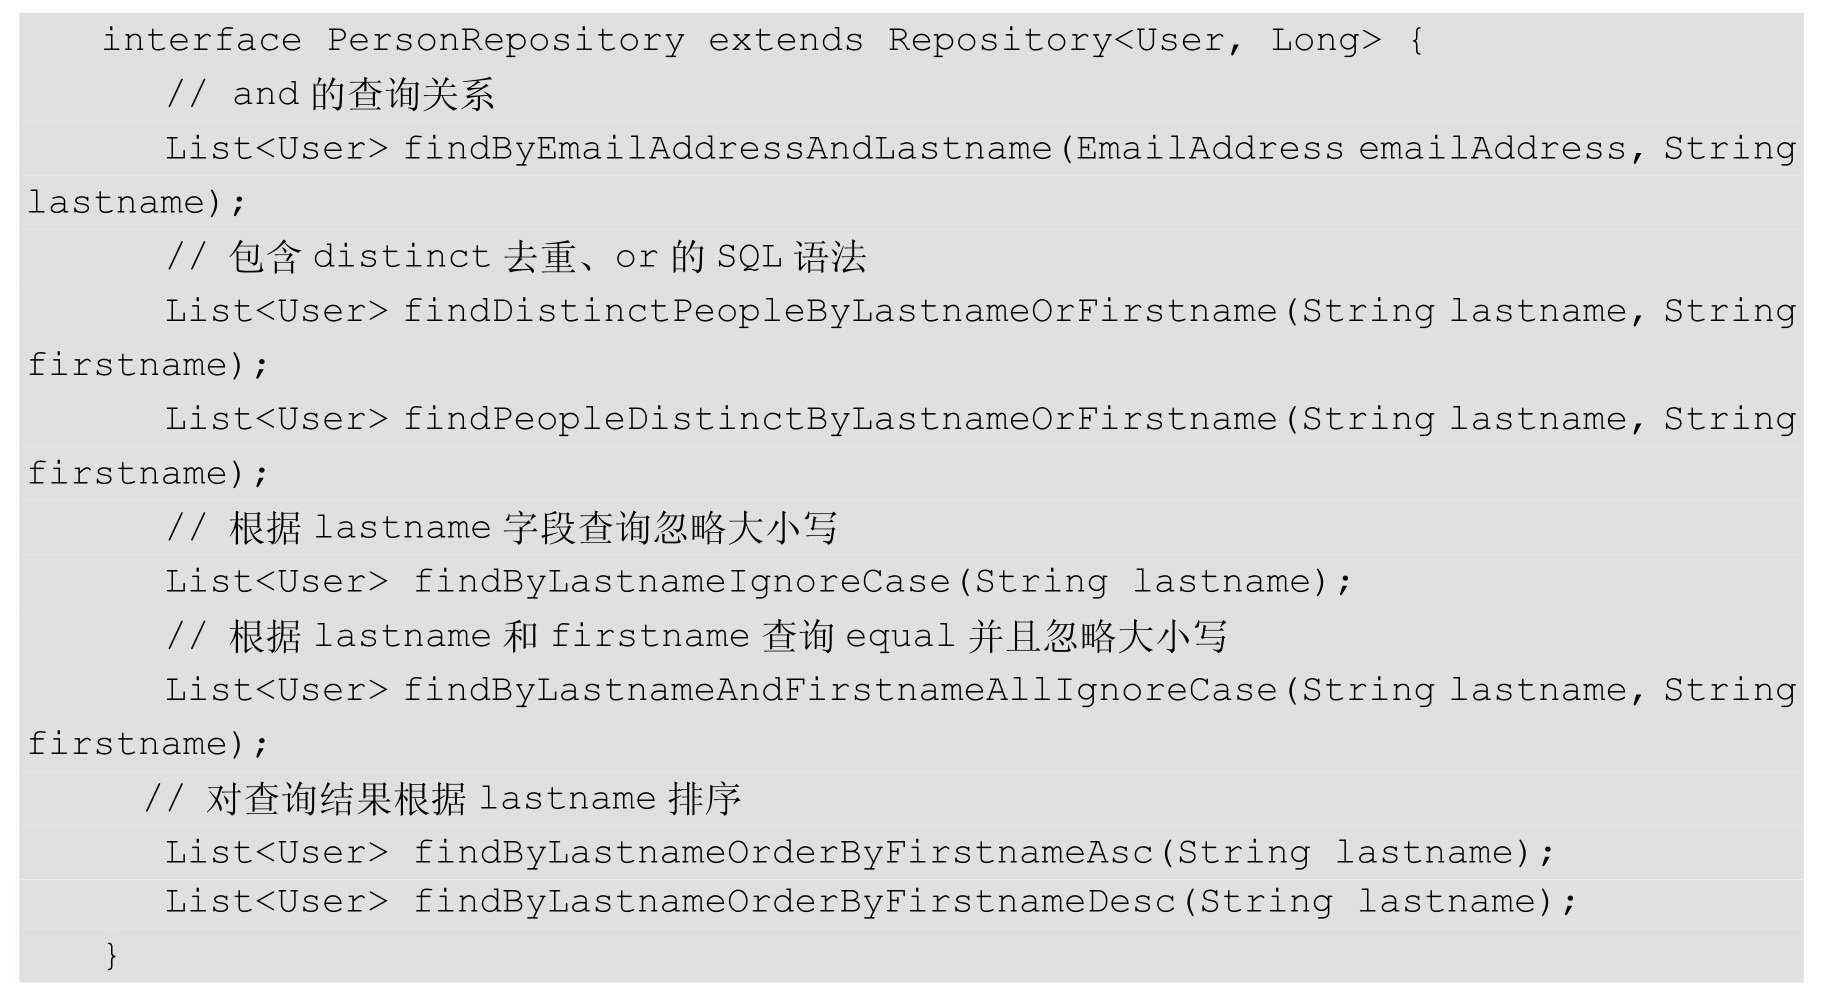 interface PersonRepository extends Repository<User, Long> {
// and 的查询关系
List<User> findByEmailAddressAndLastname(EmailAddress emailAddress, String
lastname);
// 包含 distinct 去重、or 的 SQL 语法
List<User> findDistinctPeopleByLastnameOrFirstname(String lastname, String
firstname);
List<User> findPeopleDistinctByLastnameOrFirstname(String lastname, String
firstname);
// 根据 lastname 字段查询忽略大小写
List<User> findByLastnameIgnoreCase(String lastname);
// 根据 lastname 和 firstname 查询 equal 并且忽略大小写
List<User> findByLastnameAndFirstnameAllIgnoreCase(String lastname, String
firstname);
// 对查询结果根据 lastname 排序
List<User> findByLastnameOrderByFirstnameAsc(String lastname);
List<User> findByLastnameOrderByFirstnameDesc(String lastname);
}